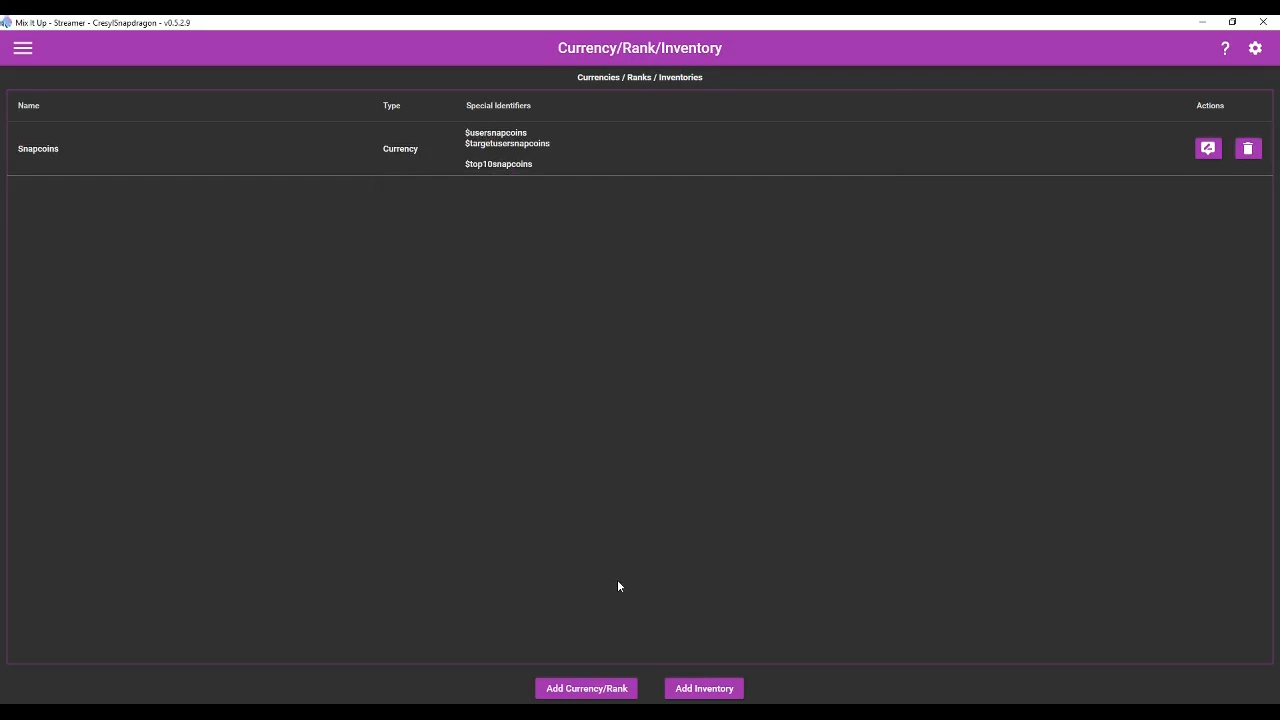 Mix It Up - Streamer - CresylSnapdragon - v0.5.2.9
Currency/Rank/Inventory
?
Currencies / Ranks / Inventories
Name Type Special Identifiers Actions
$usersnapcoins
$targetusersnapcoins
Snapcoins Currency
$top10snapcoins
Add Currency/Rank Add Inventory